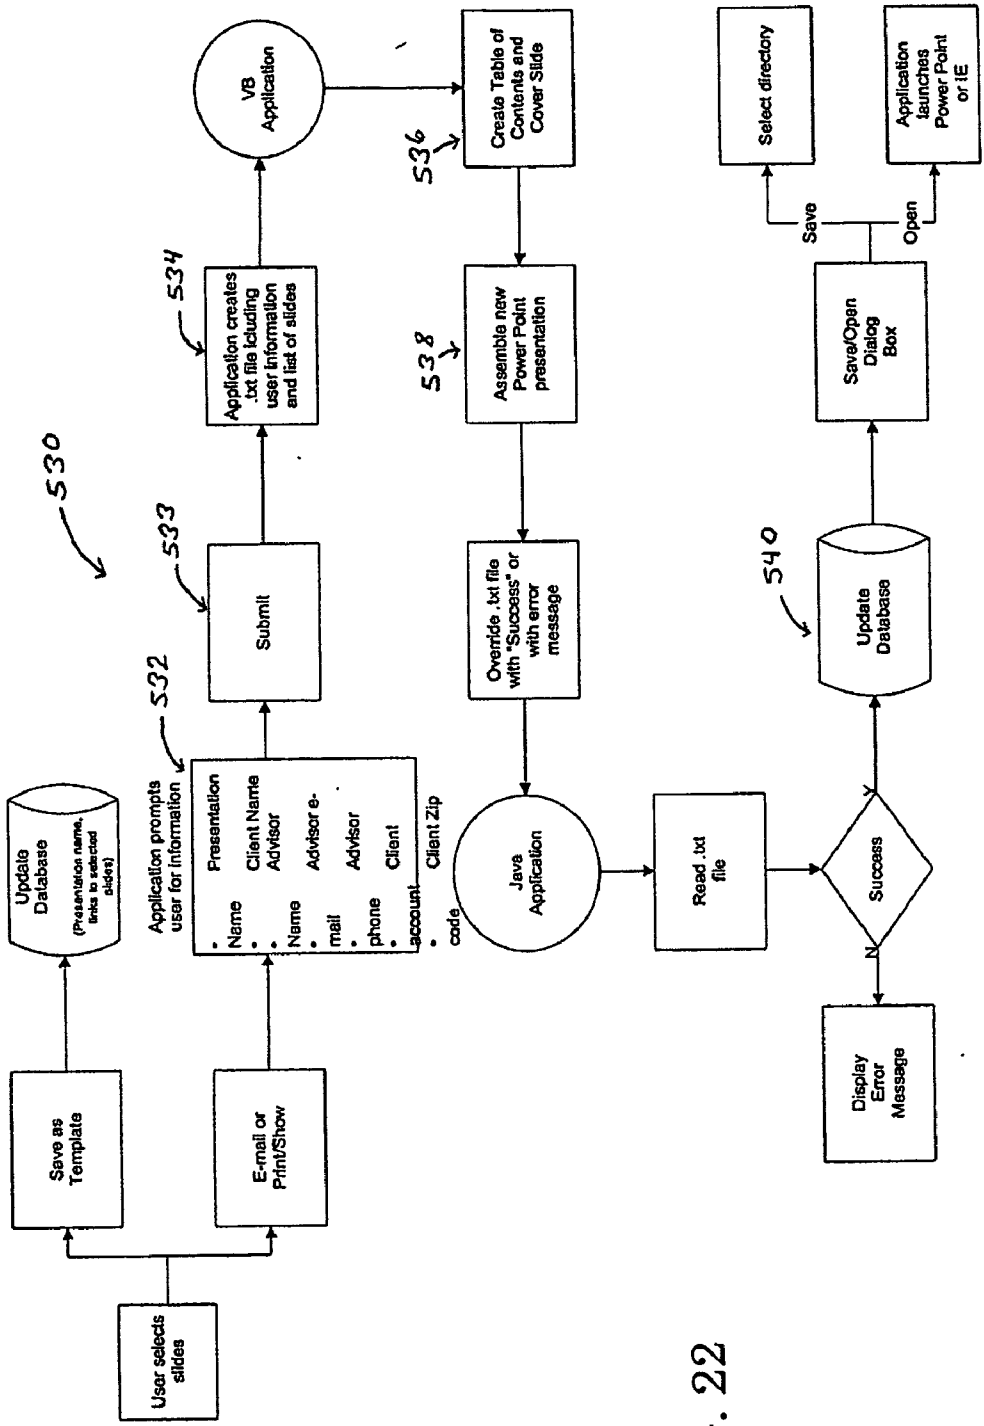 User selects
slides
Save as
Template
Update
Database
(Presentation name,
links to selected
slides)
E-mail or
Print/Show
Application prompts
user for information
532
• Presentation
Name
• Client Name
• Advisor
Name
• Advisor e-
mail
• Advisor
phone
• Client
account
• Client Zip
code
Submit
533
530
Application creates
.txt file icluding
user information
and list of slides
534
VB
Application
Create Table of
Contents and
Cover Slide
536
Assemble new
Power Point
presentation
538
Override .txt file
with "Success" or
with error
message
Java
Application
Read .txt
file
Success
N
Y
Display
Error
Message
Update
Database
540
Save/Open
Dialog
Box
Save
Open
Select directory
Application
launches
Power Point
or IE
. 22